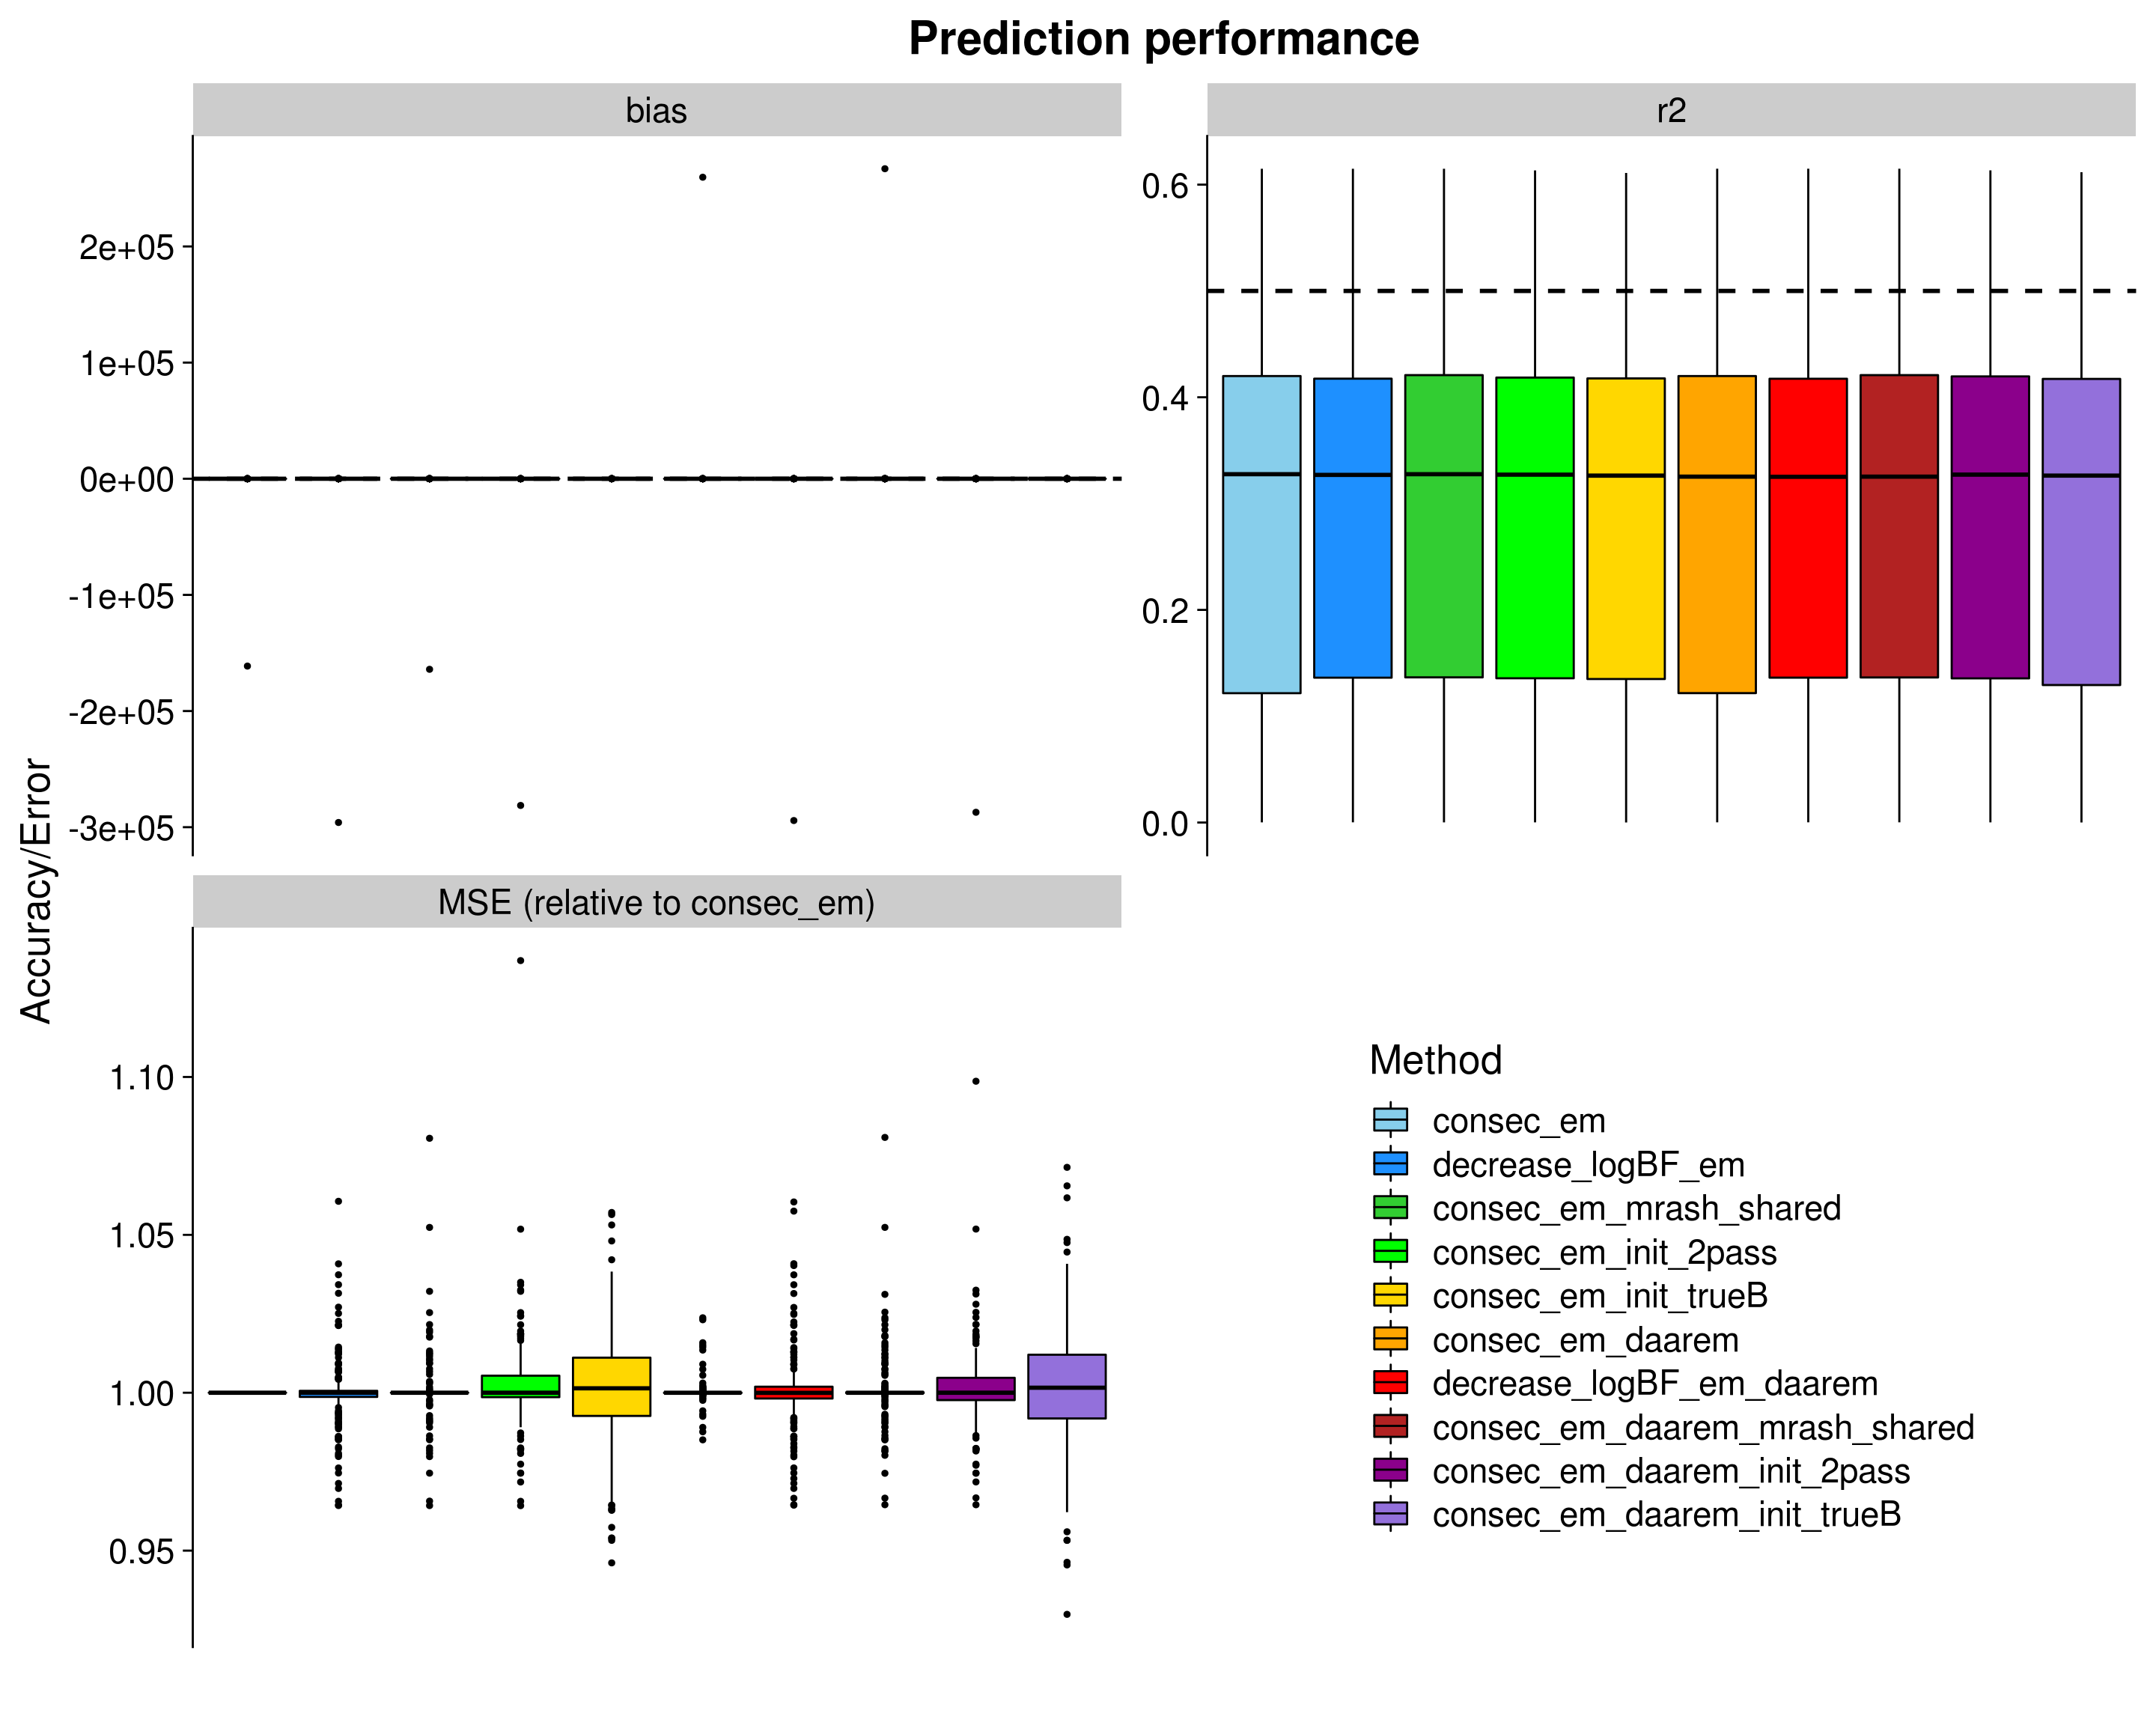 Prediction performance
bias
r2
2e+05
1e+05
0e+00
-1e+05
-2e+05
-3e+05
0.6
0.4
0.2
0.0
Accuracy/Error
MSE (relative to consec_em)
1.10
1.05
1.00
0.95
Method
consec_em
decrease_logBF_em
consec_em_mrash_shared
consec_em_init_2pass
consec_em_init_trueB
consec_em_daarem
decrease_logBF_em_daarem
consec_em_daarem_mrash_shared
consec_em_daarem_init_2pass
consec_em_daarem_init_trueB